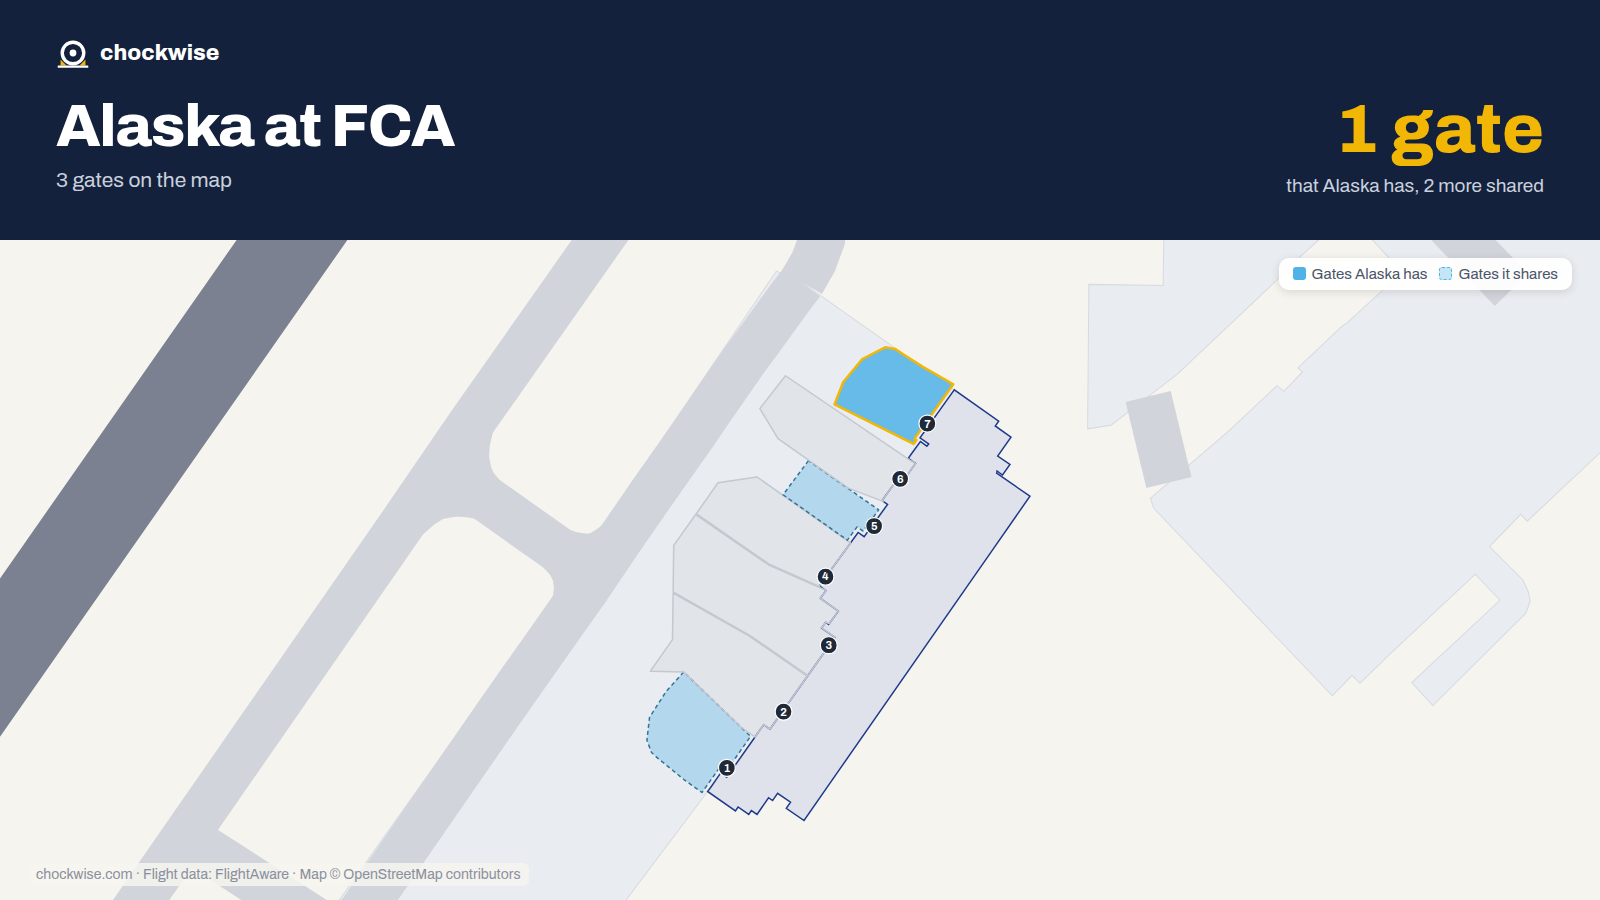 chockwise
Alaska at FCA
3 gates on the map
1 gate
that Alaska has, 2 more shared
Gates Alaska has
Gates it shares
7
6
5
4
3
2
1
chockwise.com · Flight data: FlightAware · Map © OpenStreetMap contributors